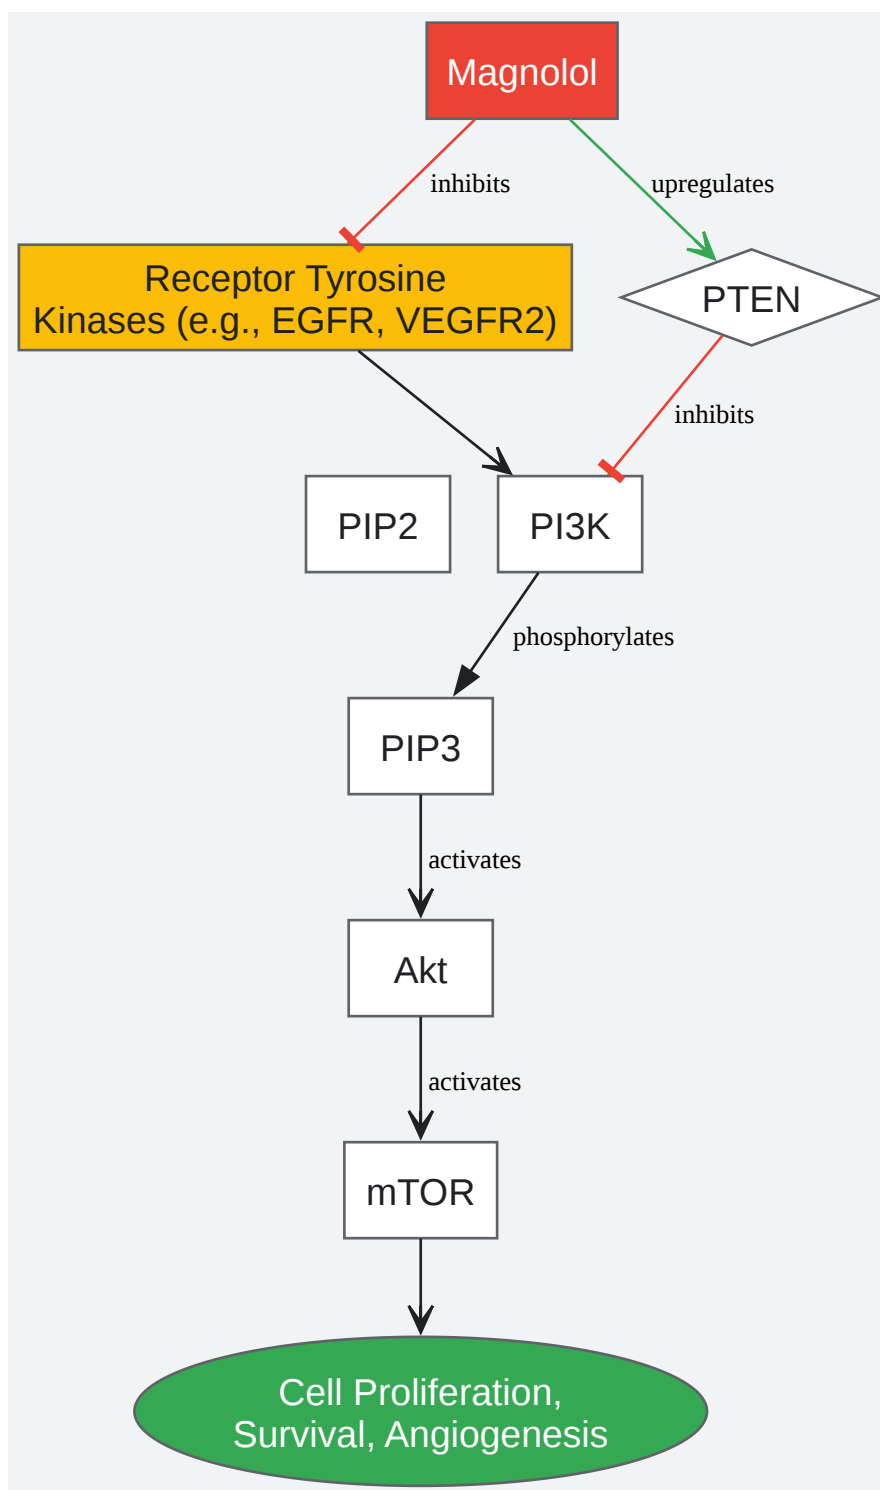 Magnolol
inhibits
upregulates
Receptor Tyrosine
Kinases (e.g., EGFR, VEGFR2)
PTEN
inhibits
PIP2
PI3K
phosphorylates
PIP3
activates
Akt
activates
mTOR
Cell Proliferation,
Survival, Angiogenesis